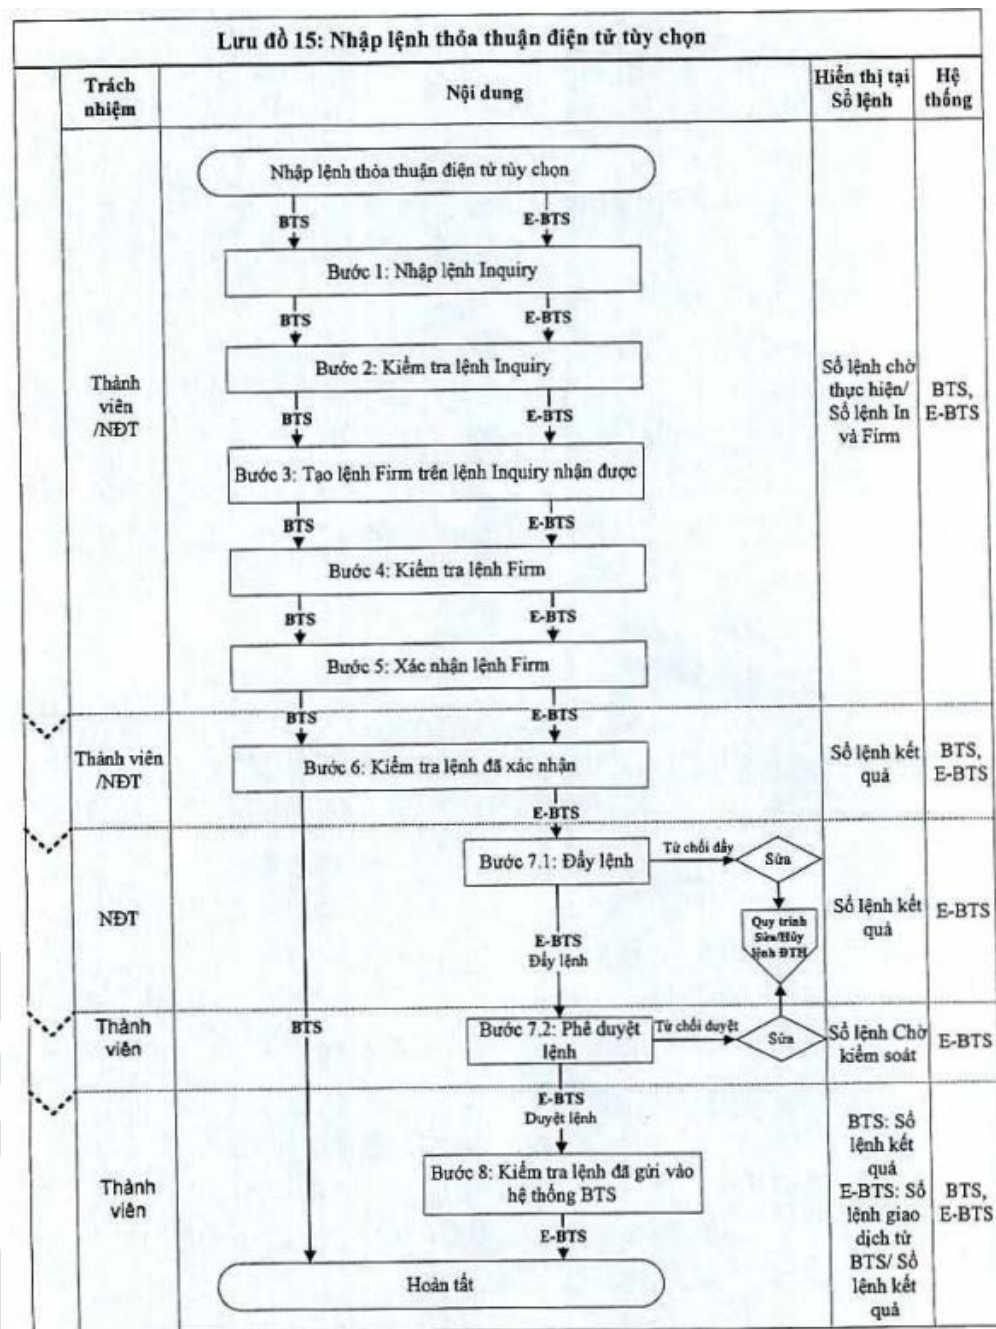 Lưu đồ 15: Nhập lệnh thỏa thuận điện tử tùy chọn
Trách
nhiệm
Nội dung
Hiển thị tại
Sổ lệnh
Hệ
thống
Nhập lệnh thỏa thuận điện tử tùy chọn
BTS
E-BTS
Bước 1: Nhập lệnh Inquiry
BTS
E-BTS
Bước 2: Kiểm tra lệnh Inquiry
BTS
E-BTS
Bước 3: Tạo lệnh Firm trên lệnh Inquiry nhận được
BTS
E-BTS
Bước 4: Kiểm tra lệnh Firm
BTS
E-BTS
Bước 5: Xác nhận lệnh Firm
Thành
viên
/NĐT
Sổ lệnh chờ
thực hiện/
Sổ lệnh In
và Firm
BTS,
E-BTS
BTS
E-BTS
Thành viên
/NĐT
Bước 6: Kiểm tra lệnh đã xác nhận
Sổ lệnh kết
quả
BTS,
E-BTS
E-BTS
NĐT
Bước 7.1: Đẩy lệnh
Từ chối đẩy
Sửa
Quy trình
Sửa/Hủy
lệnh ĐTH
E-BTS
Đẩy lệnh
Sổ lệnh kết
quả
E-BTS
Thành
viên
BTS
Bước 7.2: Phê duyệt
lệnh
Từ chối duyệt
Sửa
Sổ lệnh Chờ
kiểm soát
E-BTS
E-BTS
Duyệt lệnh
Thành
viên
Bước 8: Kiểm tra lệnh đã gửi vào
hệ thống BTS
E-BTS
Hoàn tất
BTS: Sổ
lệnh kết
quả
E-BTS: Sổ
lệnh giao
dịch từ
BTS/ Sổ
lệnh kết
quả
BTS,
E-BTS